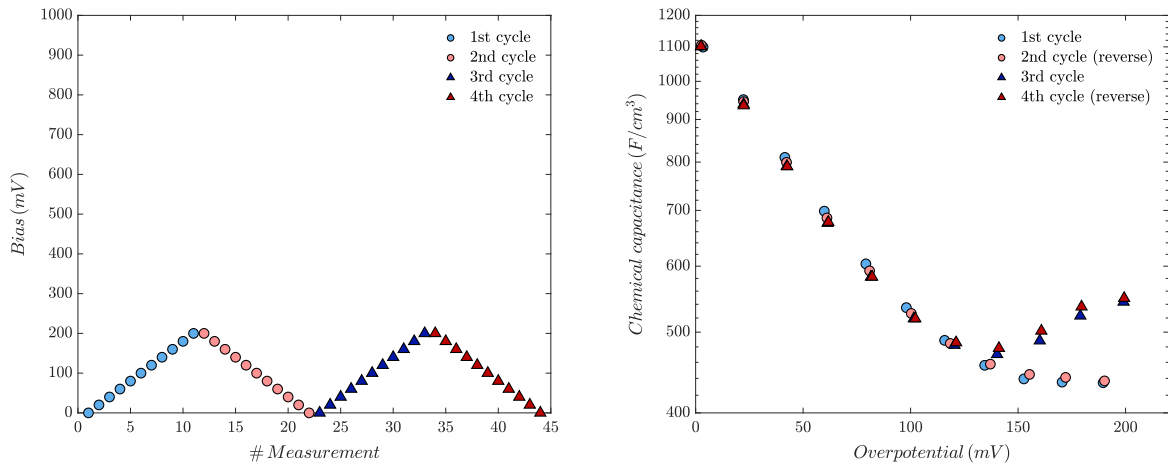 1000
900
800
700
600
500
400
300
200
100
0
Bias (mV)
0 5 10 15 20 25 30 35 40 45
# Measurement
1st cycle
2nd cycle
3rd cycle
4th cycle
1200
1100
1000
900
800
700
600
500
400
Chemical capacitance (F/cm³)
0 50 100 150 200
Overpotential (mV)
1st cycle
2nd cycle (reverse)
3rd cycle
4th cycle (reverse)